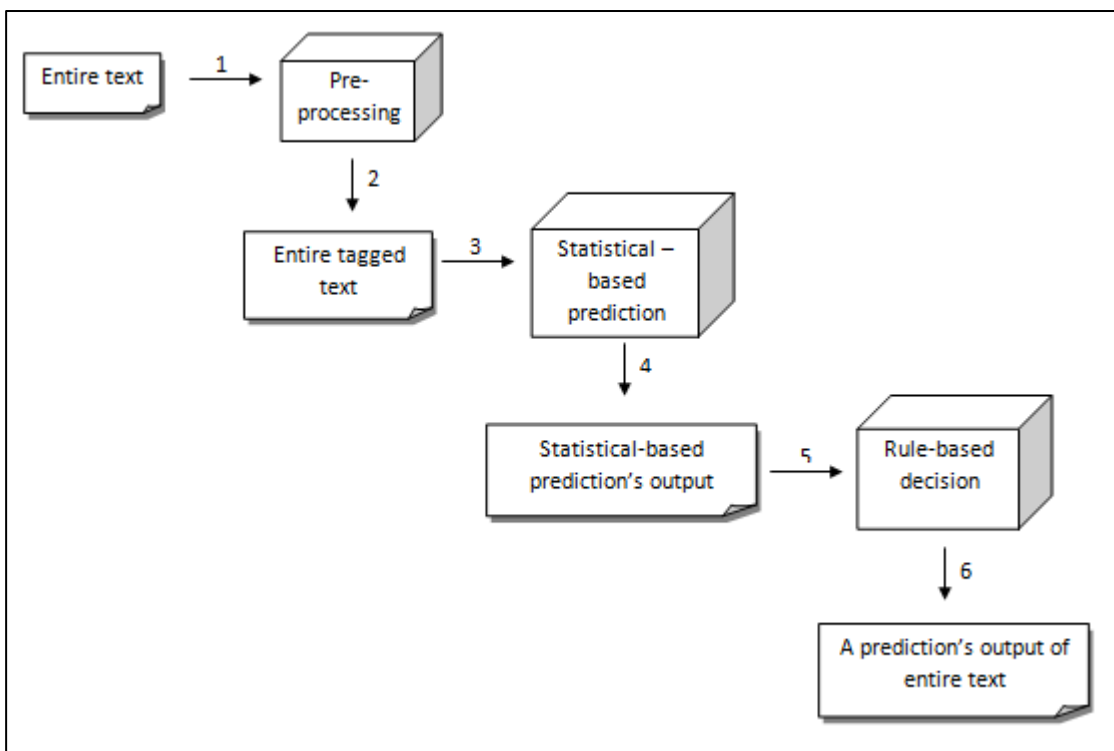 Entire text
1
Pre-
processing
2
Entire tagged
text
3
Statistical –
based
prediction
4
Statistical-based
prediction's output
5
Rule-based
decision
6
A prediction's output of
entire text